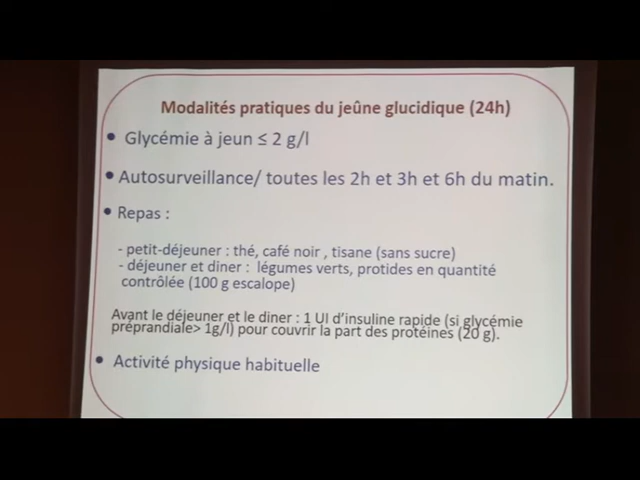 Modalités pratiques du jeûne glucidique (24h)
• Glycémie à jeun ≤ 2 g/l
• Autosurveillance/ toutes les 2h et 3h et 6h du matin.
• Repas :
- petit-déjeuner : thé, café noir , tisane (sans sucre)
- déjeuner et diner : légumes verts, protides en quantité
contrôlée (100 g escalope)
Avant le déjeuner et le diner : 1 UI d'insuline rapide (si glycémie
préprandiale> 1g/l) pour couvrir la part des protéines (20 g).
• Activité physique habituelle